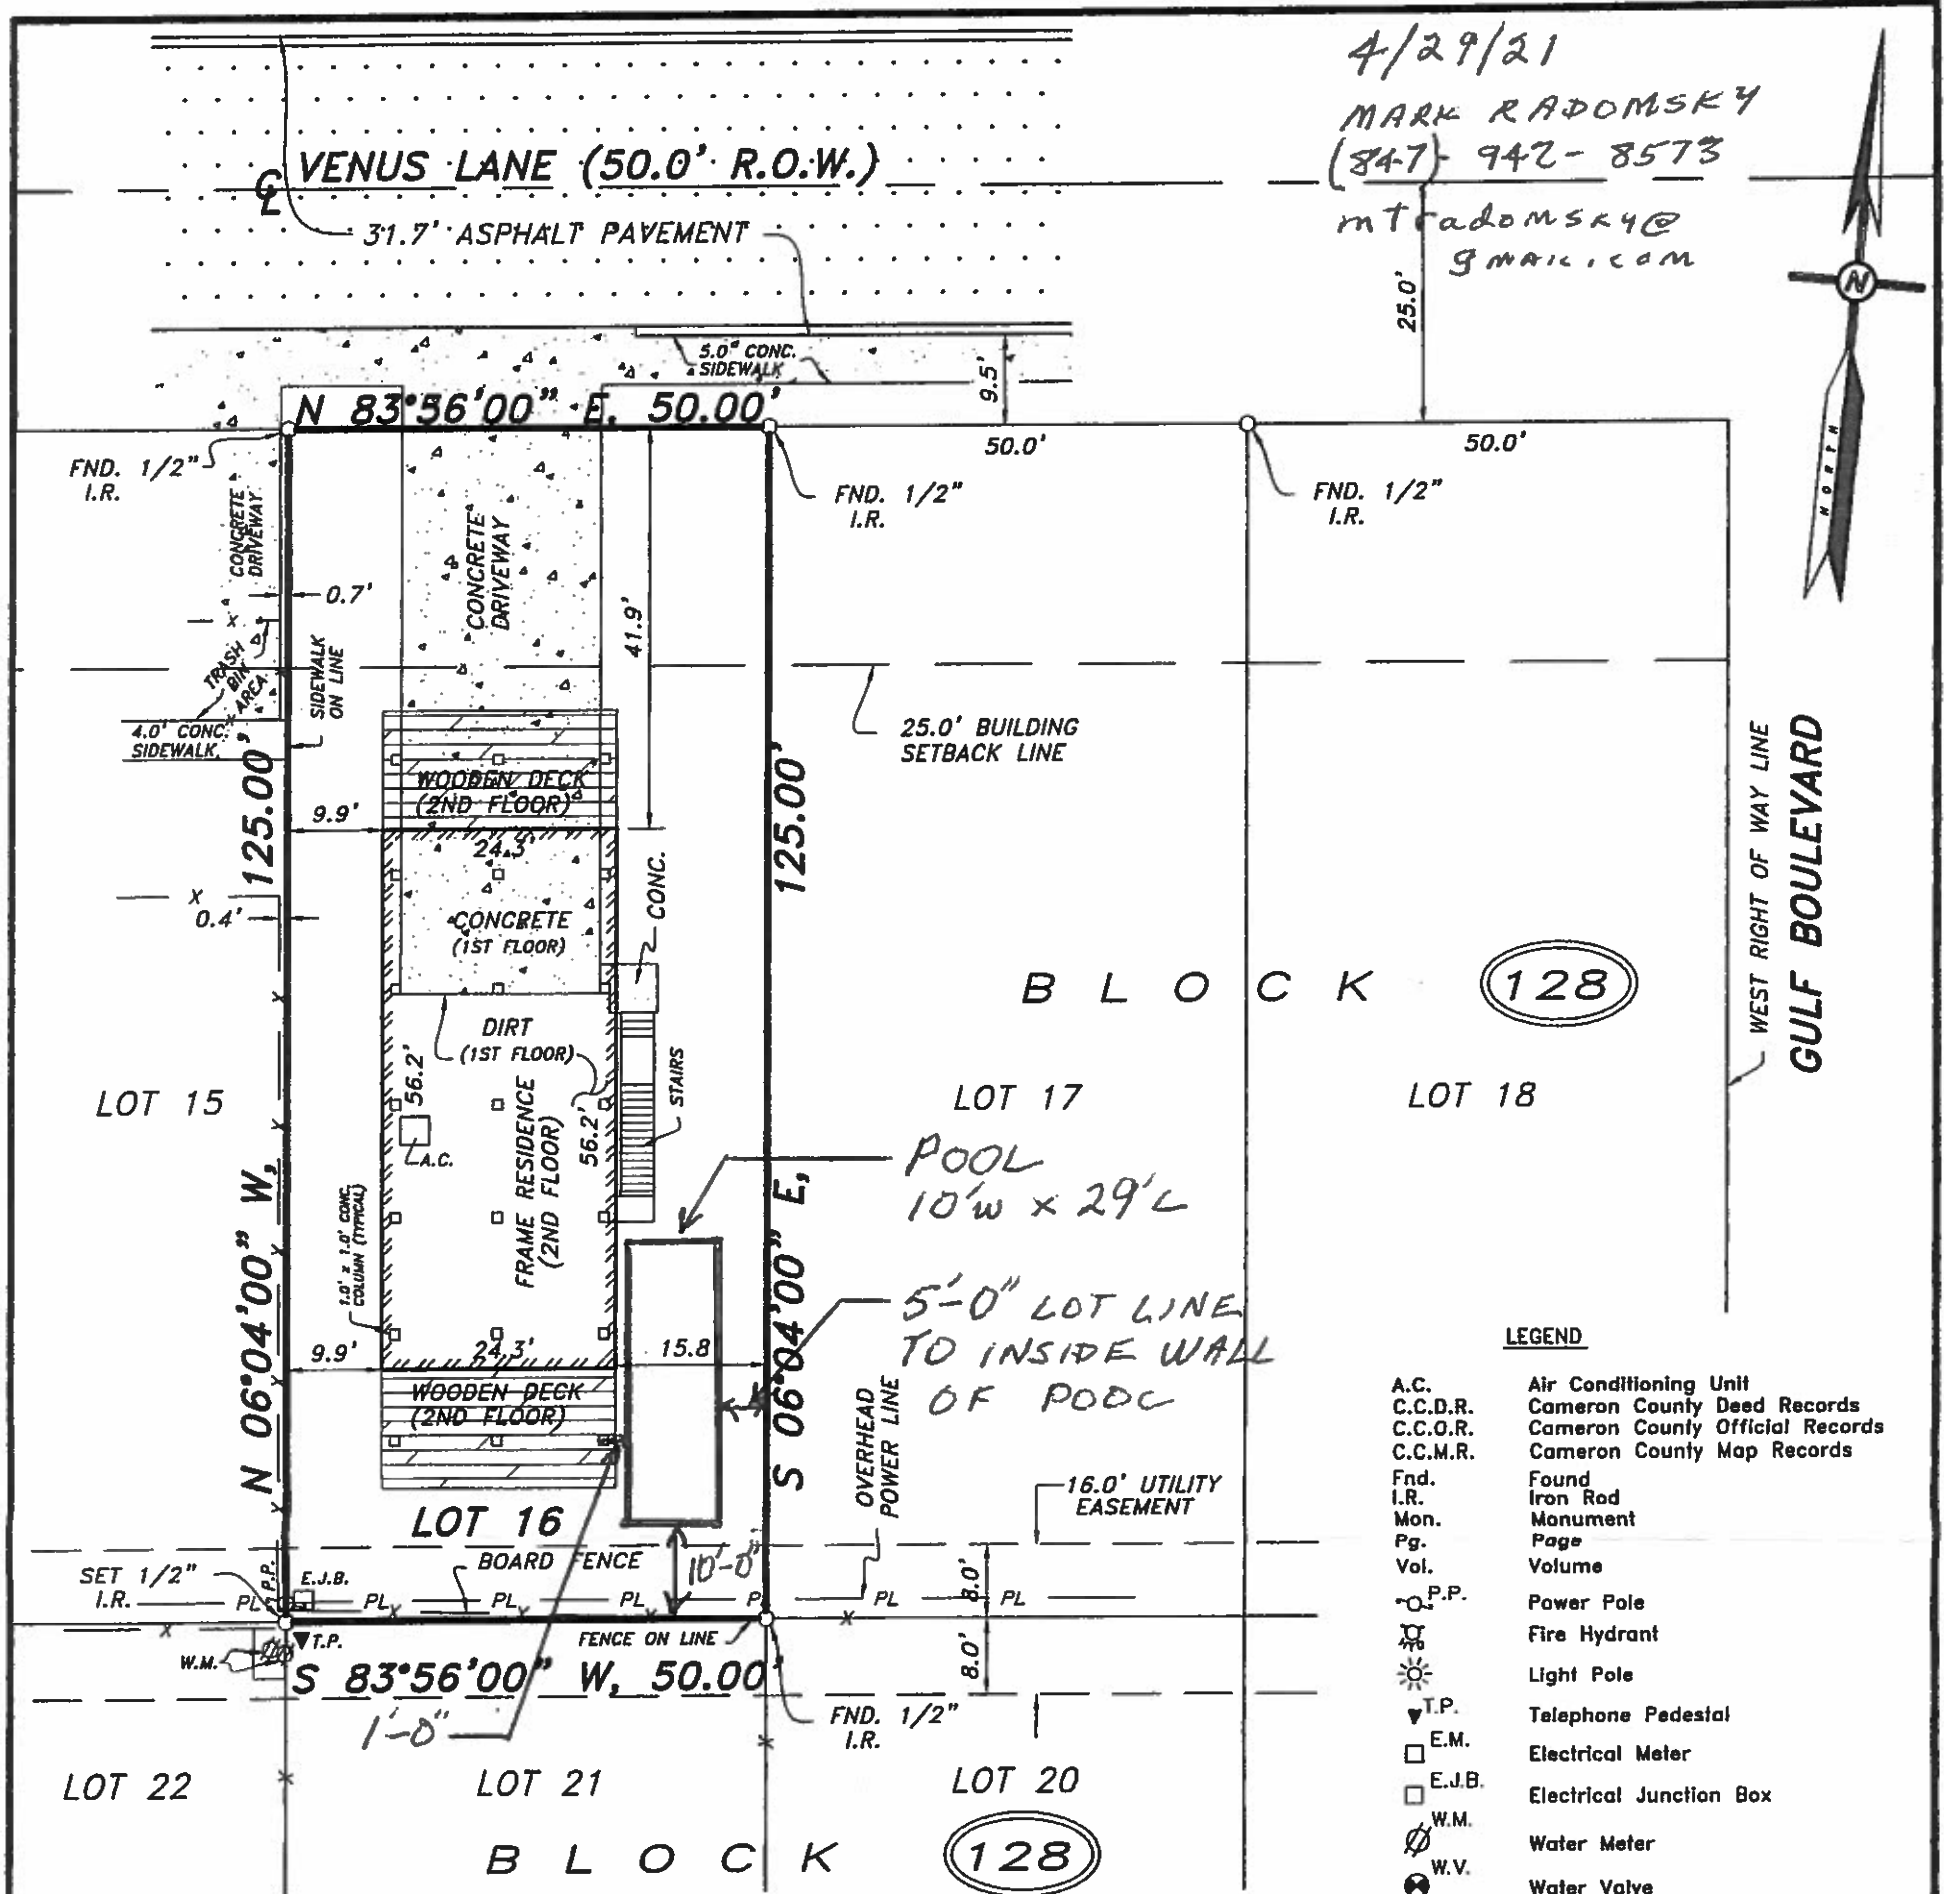 4/29/21
MARK RADOMSKY
(847)- 942- 8573
mtradomsky@
gmail.com
VENUS LANE (50.0' R.O.W.)
31.7' ASPHALT PAVEMENT
25.0'
5.0' CONC.
SIDEWALK
9.5'
N 83°56'00" E, 50.00'
50.0'
50.0'
FND. 1/2"
I.R.
FND. 1/2"
I.R.
FND. 1/2"
I.R.
N
NORTH
CONCRETE
DRIVEWAY
CONCRETE
DRIVEWAY
0.7'
41.9'
TRASH
BIN
AREA
SIDEWALK
ON LINE
4.0' CONC.
SIDEWALK
25.0' BUILDING
SETBACK LINE
WOODEN DECK
(2ND FLOOR)
9.9'
24.3'
N 06°04'00" W, 125.00'
S 06°04'00" E, 125.00'
X
0.4'
CONCRETE
(1ST FLOOR)
CONC.
WEST RIGHT OF WAY LINE
GULF BOULEVARD
BLOCK 128
DIRT
(1ST FLOOR)
56.2'
56.2'
STAIRS
A.C.
FRAME RESIDENCE
(2ND FLOOR)
LOT 15
LOT 17
LOT 18
POOL
10'w x 29'L
1.0' x 1.0' CONC.
COLUMN (TYPICAL)
5'-0" LOT LINE
TO INSIDE WALL
OF POOL
9.9'
24.3'
15.8
WOODEN DECK
(2ND FLOOR)
OVERHEAD
POWER LINE
16.0' UTILITY
EASEMENT
LOT 16
BOARD FENCE
10'-0"
SET 1/2"
I.R.
P.P.
E.J.B.
PL PL PL PL PL P PL PL
8.0'
8.0'
T.P.
W.M.
FENCE ON LINE
S 83°56'00" W, 50.00'
1'-0"
FND. 1/2"
I.R.
LOT 22
LOT 21
LOT 20
BLOCK 128
LEGEND
A.C. Air Conditioning Unit
C.C.D.R. Cameron County Deed Records
C.C.O.R. Cameron County Official Records
C.C.M.R. Cameron County Map Records
Fnd. Found
I.R. Iron Rod
Mon. Monument
Pg. Page
Vol. Volume
P.P. Power Pole
Fire Hydrant
Light Pole
T.P. Telephone Pedestal
E.M. Electrical Meter
E.J.B. Electrical Junction Box
W.M. Water Meter
W.V. Water Valve